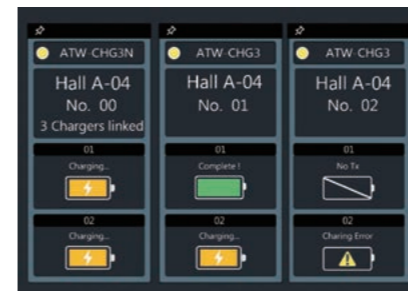 ATW-CHG3N
Hall A-04
No. 00
3 Chargers linked
01
Charging...
02
Charging...
ATW-CHG3
Hall A-04
No. 01
01
Complete !
02
Charging...
ATW-CHG3
Hall A-04
No. 02
01
No Tx
02
Charing Error